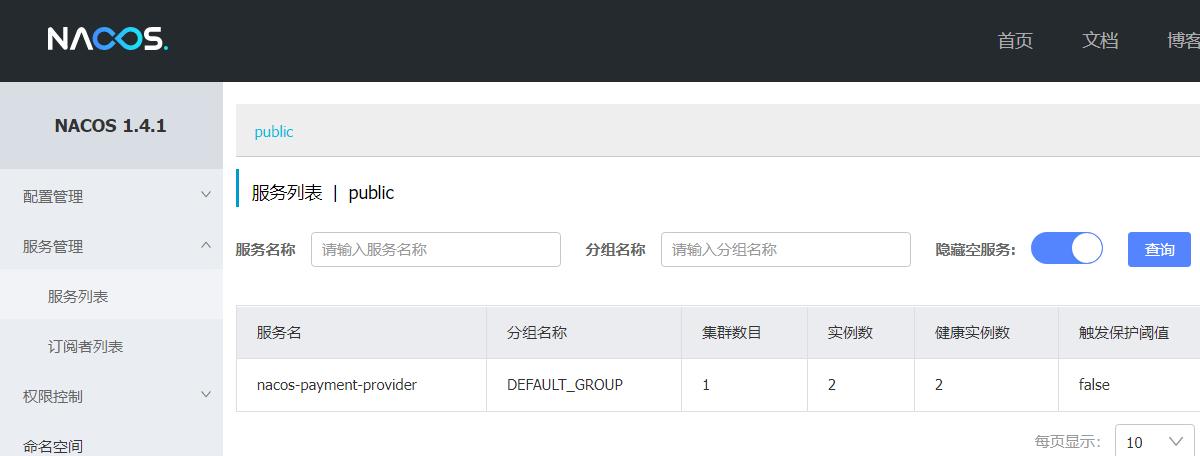 NACOS.
首页 文档 博客
NACOS 1.4.1
配置管理
服务管理
服务列表
订阅者列表
权限控制
命名空间
public
服务列表 | public
服务名称 请输入服务名称 分组名称 请输入分组名称 隐藏空服务: 查询
服务名 分组名称 集群数目 实例数 健康实例数 触发保护阈值
nacos-payment-provider DEFAULT_GROUP 1 2 2 false
每页显示: 10